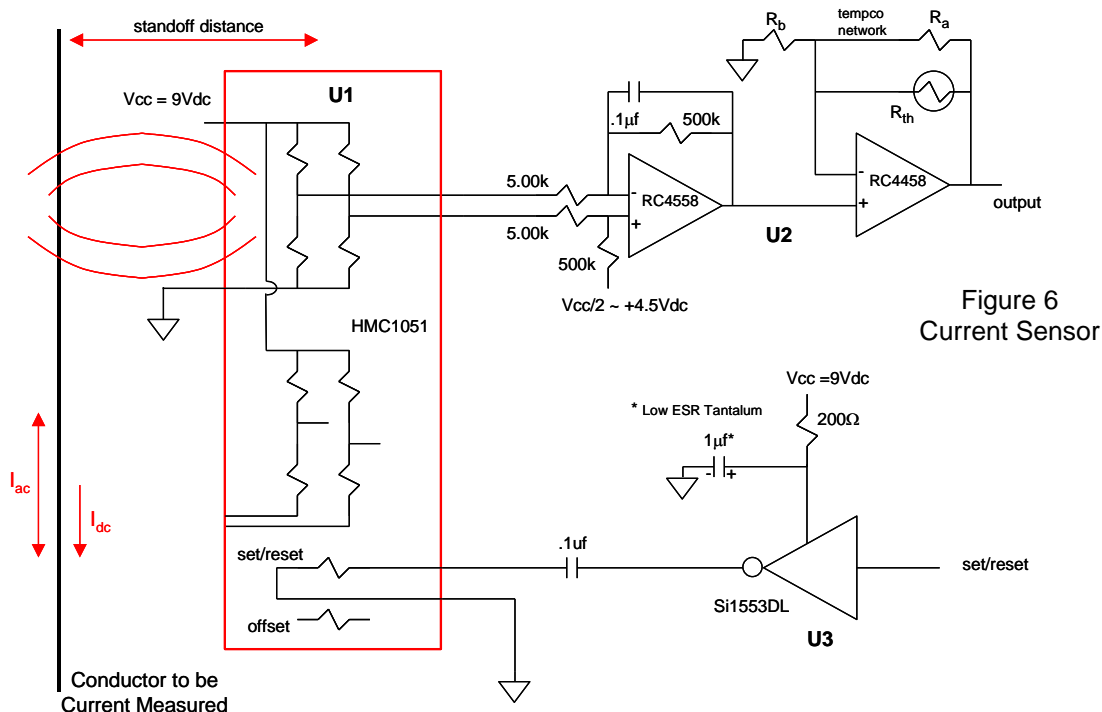 standoff distance
Vcc = 9Vdc
U1
.1μf
500k
5.00k
5.00k
500k
-
+
RC4558
Vcc/2 ~ +4.5Vdc
U2
Rb
tempco
network
Ra
Rth
-
+
RC4458
output
Figure 6
Current Sensor
HMC1051
Iac
Idc
set/reset
offset
.1uf
* Low ESR Tantalum
1μf*
- +
Vcc =9Vdc
200Ω
Si1553DL
U3
set/reset
Conductor to be
Current Measured